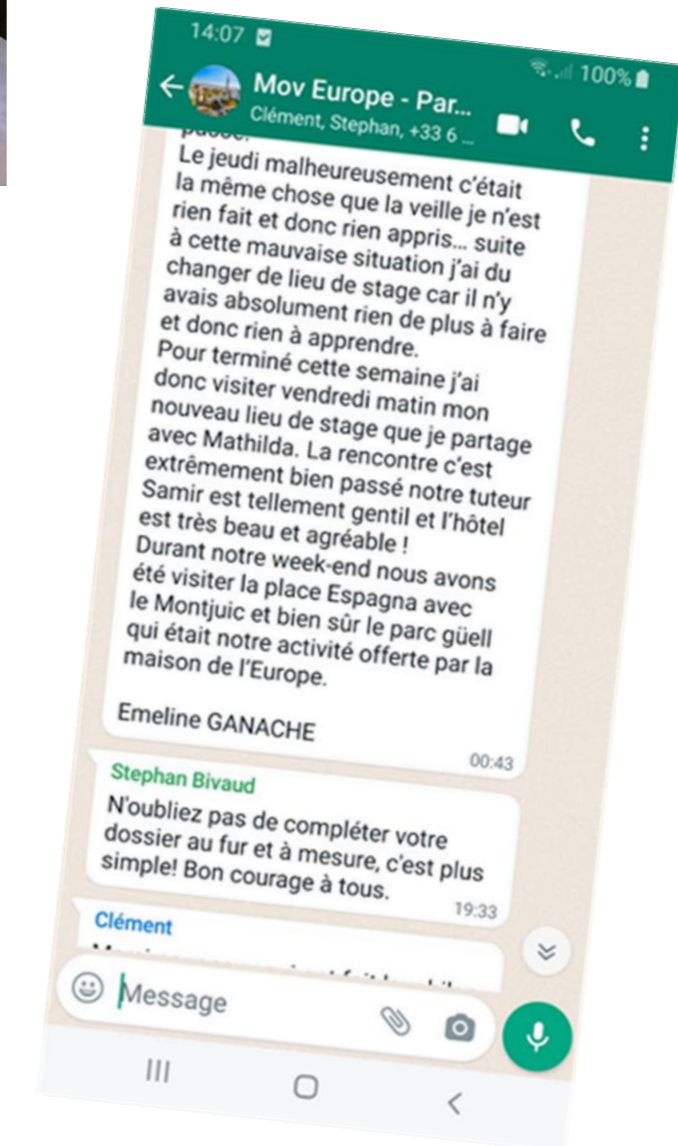 14:07
100%
Mov Europe - Par...
Clément, Stephan, +33 6 ...
Le jeudi malheureusement c'était
la même chose que la veille je n'est
rien fait et donc rien appris... suite
à cette mauvaise situation j'ai du
changer de lieu de stage car il n'y
avais absolument rien de plus à faire
et donc rien à apprendre.
Pour terminé cette semaine j'ai
donc visiter vendredi matin mon
nouveau lieu de stage que je partage
avec Mathilda. La rencontre c'est
extrêmement bien passé notre tuteur
Samir est tellement gentil et l'hôtel
est très beau et agréable !
Durant notre week-end nous avons
été visiter la place Espagna avec
le Montjuic et bien sûr le parc güell
qui était notre activité offerte par la
maison de l'Europe.
Emeline GANACHE
00:43
Stephan Bivaud
N'oubliez pas de compléter votre
dossier au fur et à mesure, c'est plus
simple! Bon courage à tous.
19:33
Clément
Message